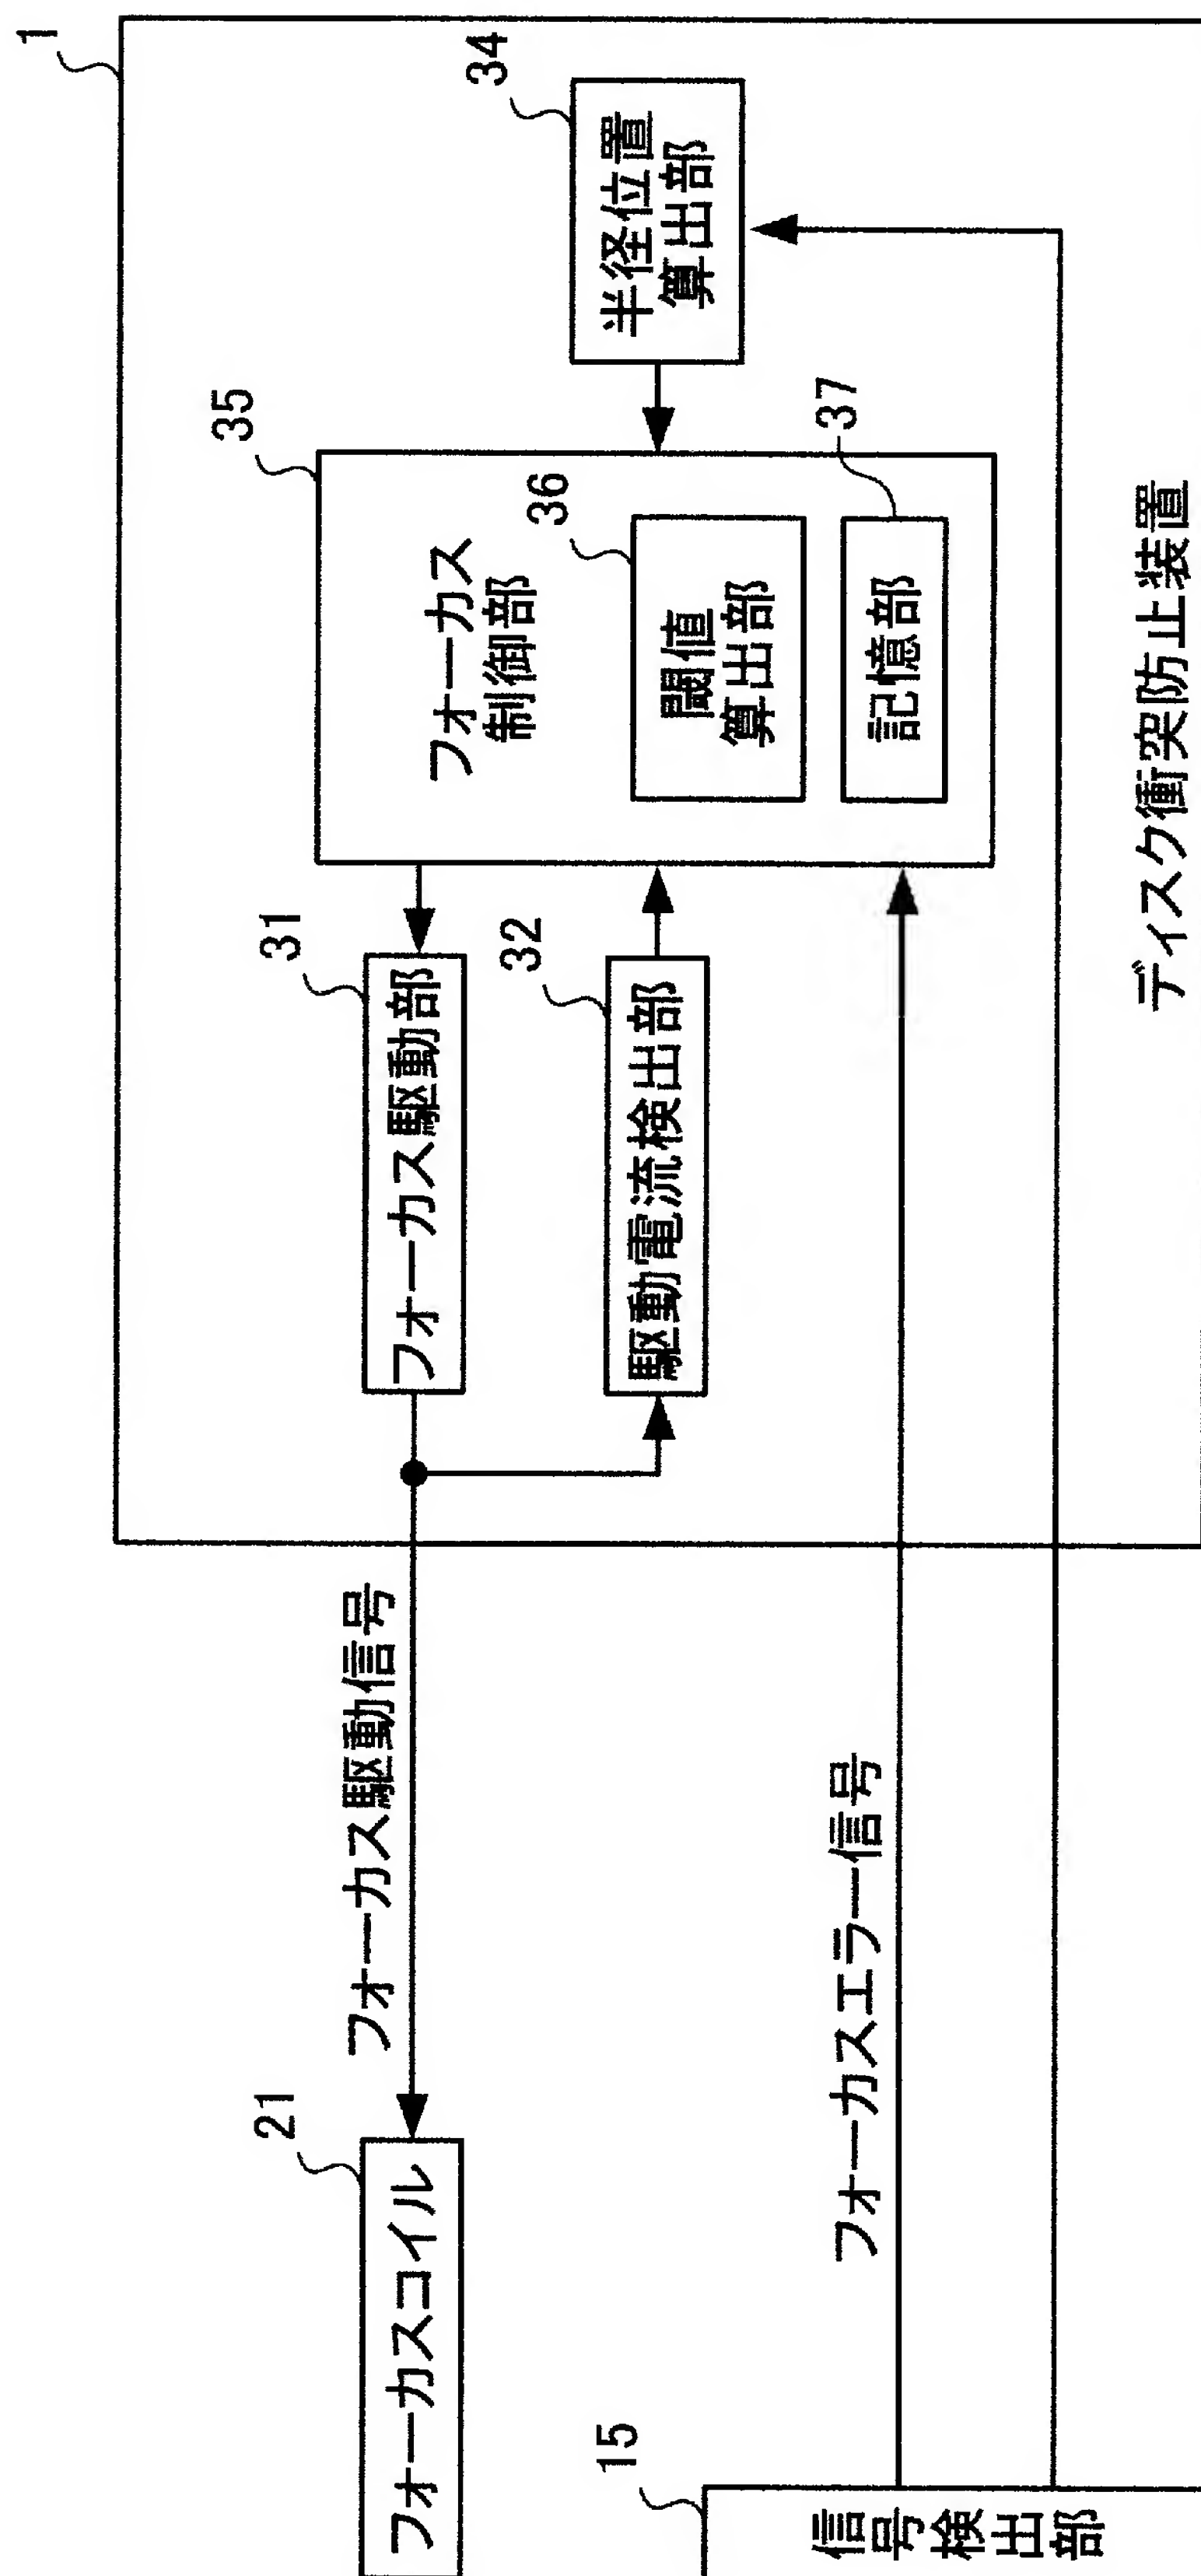 1
34
半径位置
算出部
35
フォーカス
制御部
36
閾値
算出部
37
記憶部
31
フォーカス駆動部
32
駆動電流検出部
ディスク衝突防止装置
フォーカス駆動信号
21
フォーカスコイル
フォーカスエラー信号
15
信号検出部